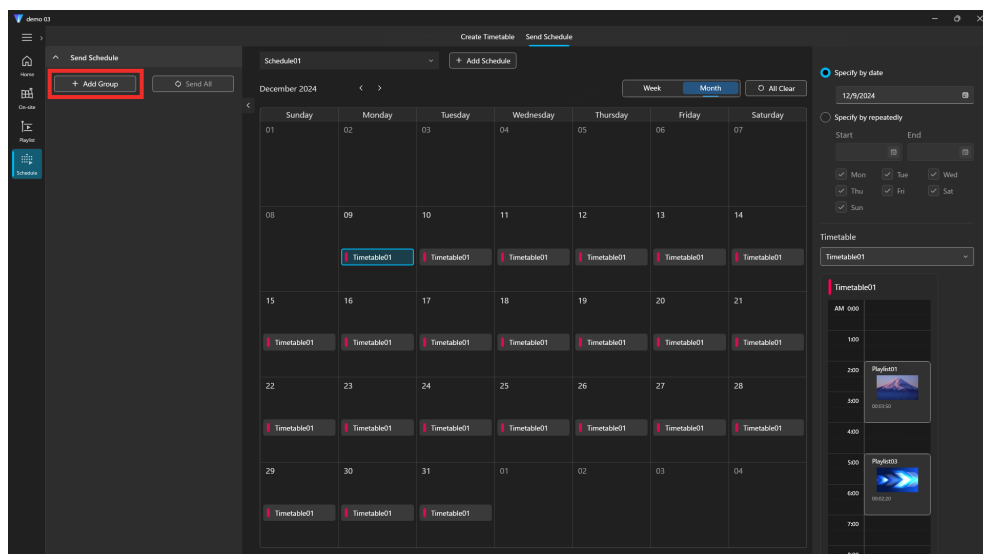 demo 03
Create Timetable Send Schedule
Home
On-site
Playlist
Schedule
Send Schedule
+ Add Group Send All
Schedule01 + Add Schedule
December 2024 Week Month All Clear
Sunday Monday Tuesday Wednesday Thursday Friday Saturday
01 02 03 04 05 06 07
08 09 10 11 12 13 14
Timetable01 Timetable01 Timetable01 Timetable01 Timetable01 Timetable01
15 16 17 18 19 20 21
Timetable01 Timetable01 Timetable01 Timetable01 Timetable01 Timetable01 Timetable01
22 23 24 25 26 27 28
Timetable01 Timetable01 Timetable01 Timetable01 Timetable01 Timetable01 Timetable01
29 30 31 01 02 03 04
Timetable01 Timetable01 Timetable01
Specify by date
12/9/2024
Specify by repeatedly
Start End
Mon Tue Wed
Thu Fri Sat
Sun
Timetable
Timetable01
Timetable01
AM 0:00
1:00
2:00 Playlist01
3:00 00:03:50
4:00
5:00 Playlist03
6:00 00:02:20
7:00